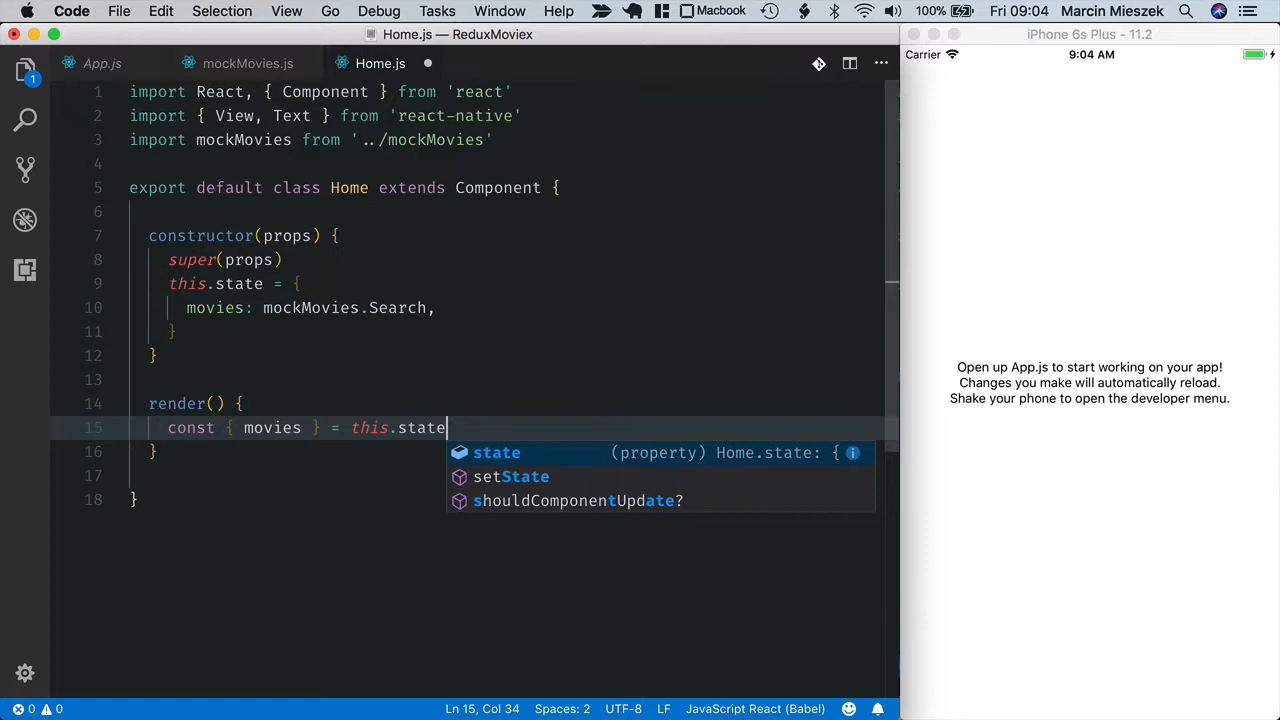 Code File Edit Selection View Go Debug Tasks Window Help Macbook 100% Fri 09:04 Marcin Mieszek
Home.js — ReduxMoviex
App.js mockMovies.js Home.js
1 import React, { Component } from 'react'
2 import { View, Text } from 'react-native'
3 import mockMovies from '../mockMovies'
4
5 export default class Home extends Component {
6
7 constructor(props) {
8 super(props)
9 this.state = {
10 movies: mockMovies.Search,
11 }
12 }
13
14 render() {
15 const { movies } = this.state
16 }
17
18 }
state (property) Home.state: {
setState
shouldComponentUpdate?
1
0 0 Ln 15, Col 34 Spaces: 2 UTF-8 LF JavaScript React (Babel)
iPhone 6s Plus - 11.2
Carrier 9:04 AM
Open up App.js to start working on your app!
Changes you make will automatically reload.
Shake your phone to open the developer menu.